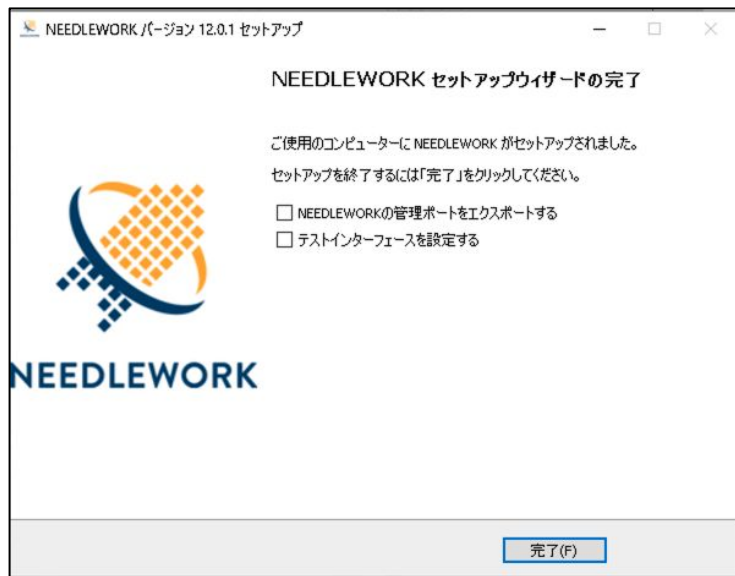 NEEDLEWORK バージョン 12.0.1 セットアップ
NEEDLEWORK セットアップウィザードの完了
ご使用のコンピューターに NEEDLEWORK がセットアップされました。
セットアップを終了するには「完了」をクリックしてください。
NEEDLEWORKの管理ポートをエクスポートする
テストインターフェースを設定する
NEEDLEWORK
完了(F)